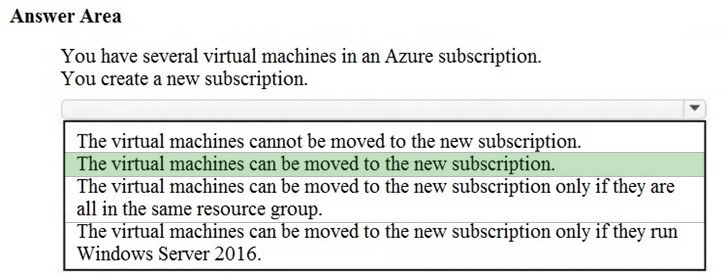 Answer Area
You have several virtual machines in an Azure subscription.
You create a new subscription.
The virtual machines cannot be moved to the new subscription.
The virtual machines can be moved to the new subscription.
The virtual machines can be moved to the new subscription only if they are
all in the same resource group.
The virtual machines can be moved to the new subscription only if they run
Windows Server 2016.